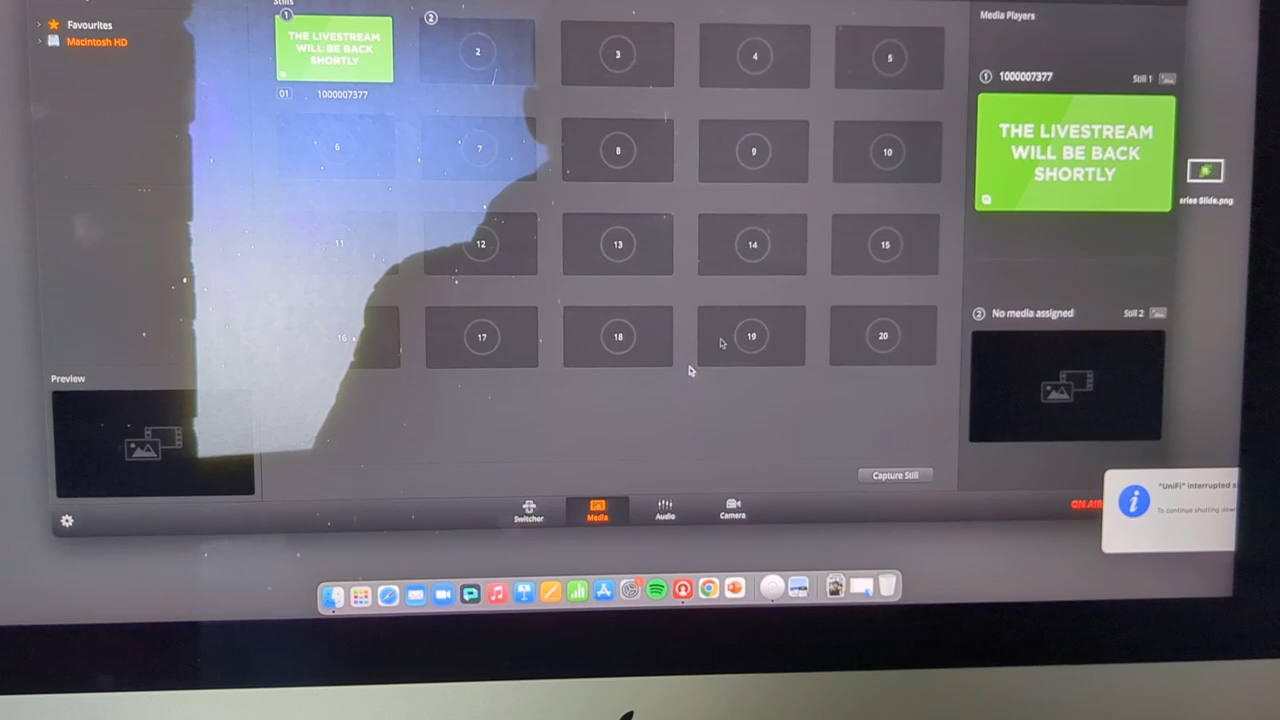 Stills
Favourites
Macintosh HD
1
THE LIVESTREAM
WILL BE BACK
SHORTLY
01 1000007377
2
2
3
4
5
6
7
8
9
10
11
12
13
14
15
16
17
18
19
20
Media Players
1 1000007377 Still 1
THE LIVESTREAM
WILL BE BACK
SHORTLY
Slide.png
2 No media assigned Still 2
Preview
Capture Still
Switcher
Media
Audio
Camera
ON AIR
"UniFi" interrupted s
To continue shutting dow